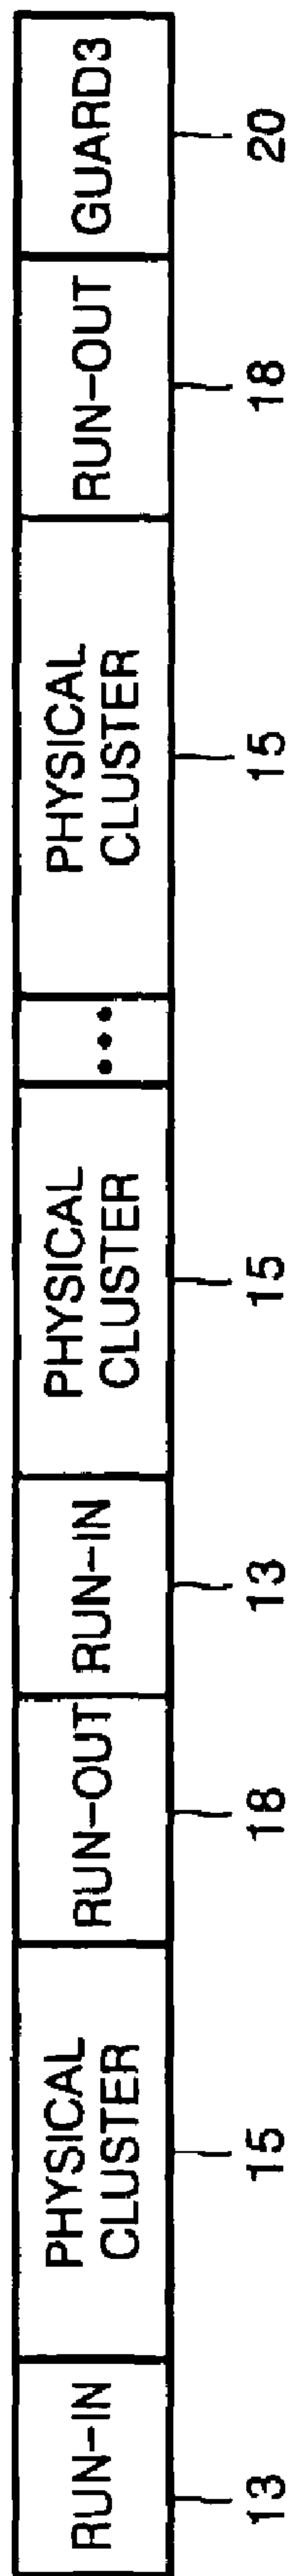 RUN-IN
PHYSICAL
CLUSTER
RUN-OUT
RUN-IN
PHYSICAL
CLUSTER
...
PHYSICAL
CLUSTER
RUN-OUT
GUARD3
13
15
18
13
15
15
18
20